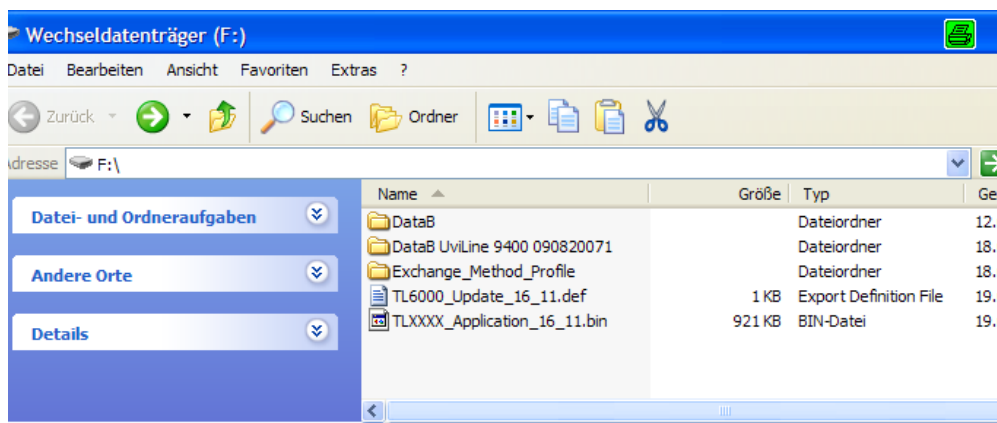 Wechseldatenträger (F:)
Datei Bearbeiten Ansicht Favoriten Extras ?
Zurück Suchen Ordner
Adresse F:\
Name Größe Typ Ge
Datei- und Ordneraufgaben
Andere Orte
Details
DataB Dateiordner 12.
DataB UviLine 9400 090820071 Dateiordner 18.
Exchange_Method_Profile Dateiordner 18.
TL6000_Update_16_11.def 1 KB Export Definition File 19.
TLXXXX_Application_16_11.bin 921 KB BIN-Datei 19.